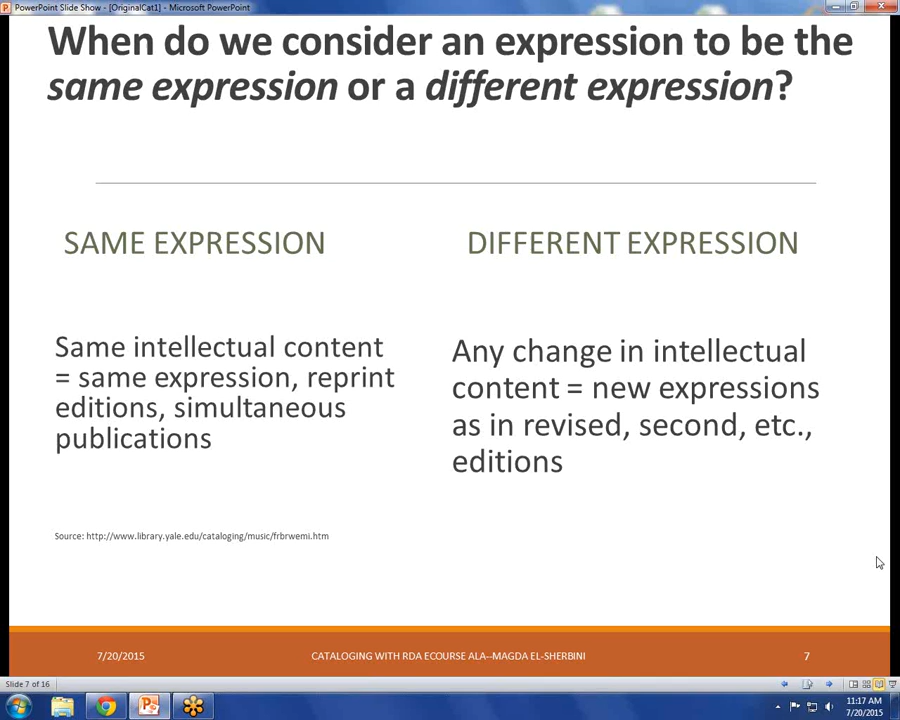 PowerPoint Slide Show - [OriginalCat1] - Microsoft PowerPoint
When do we consider an expression to be the
same expression or a different expression?
SAME EXPRESSION
DIFFERENT EXPRESSION
Same intellectual content
= same expression, reprint
editions, simultaneous
publications
Any change in intellectual
content = new expressions
as in revised, second, etc.,
editions
Source: http://www.library.yale.edu/cataloging/music/frbrwemi.htm
7/20/2015
CATALOGING WITH RDA ECOURSE ALA--MAGDA EL-SHERBINI
7
Slide 7 of 16
11:17 AM
7/20/2015